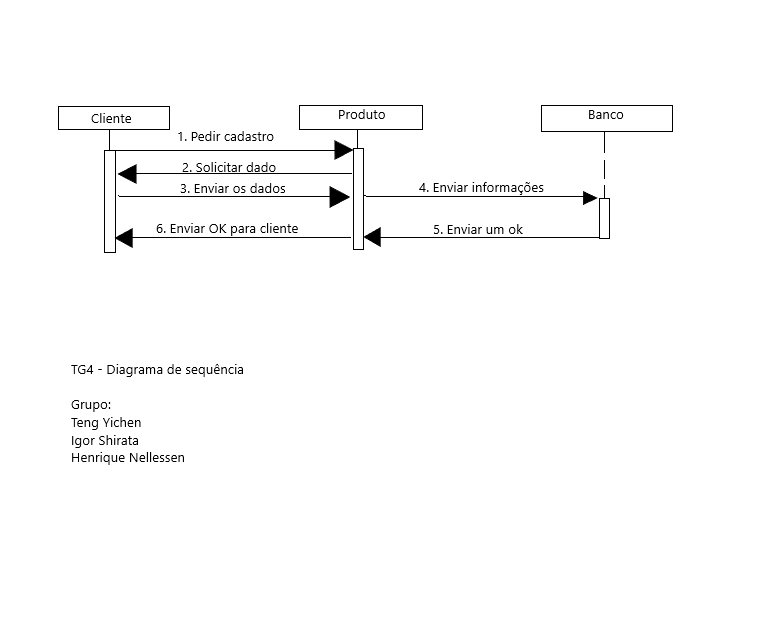 Cliente
Produto
Banco
1. Pedir cadastro
2. Solicitar dado
3. Enviar os dados
4. Enviar informações
6. Enviar OK para cliente
5. Enviar um ok
TG4 - Diagrama de sequência
Grupo:
Teng Yichen
Igor Shirata
Henrique Nellessen